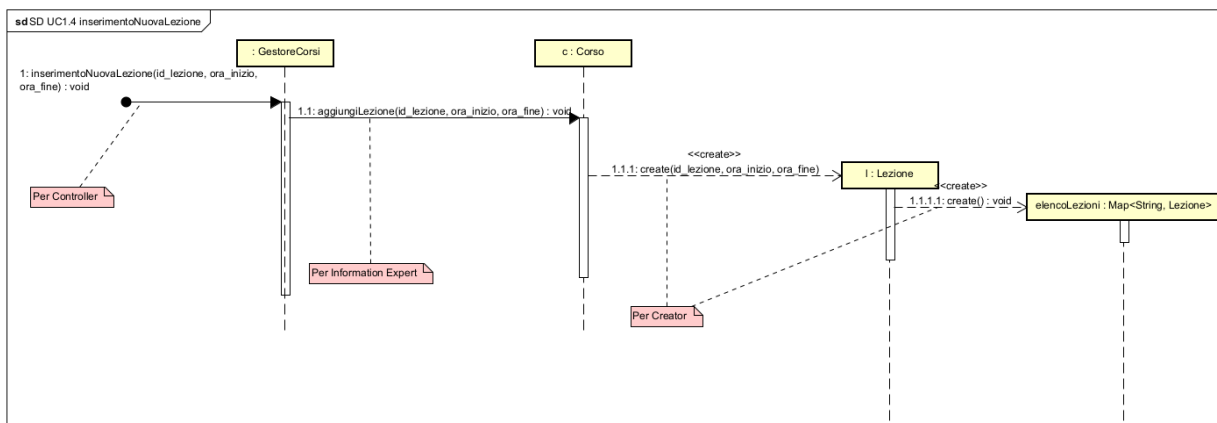 sd SD UC1.4 inserimentoNuovaLezione
: GestoreCorsi
c : Corso
1: inserimentoNuovaLezione(id_lezione, ora_inizio,
ora_fine) : void
1.1: aggiungiLezione(id_lezione, ora_inizio, ora_fine) : void
<<create>>
1.1.1: create(id_lezione, ora_inizio, ora_fine)
l : Lezione
<<create>>
1.1.1.1: create() : void
elencoLezioni : Map<String, Lezione>
Per Controller
Per Information Expert
Per Creator